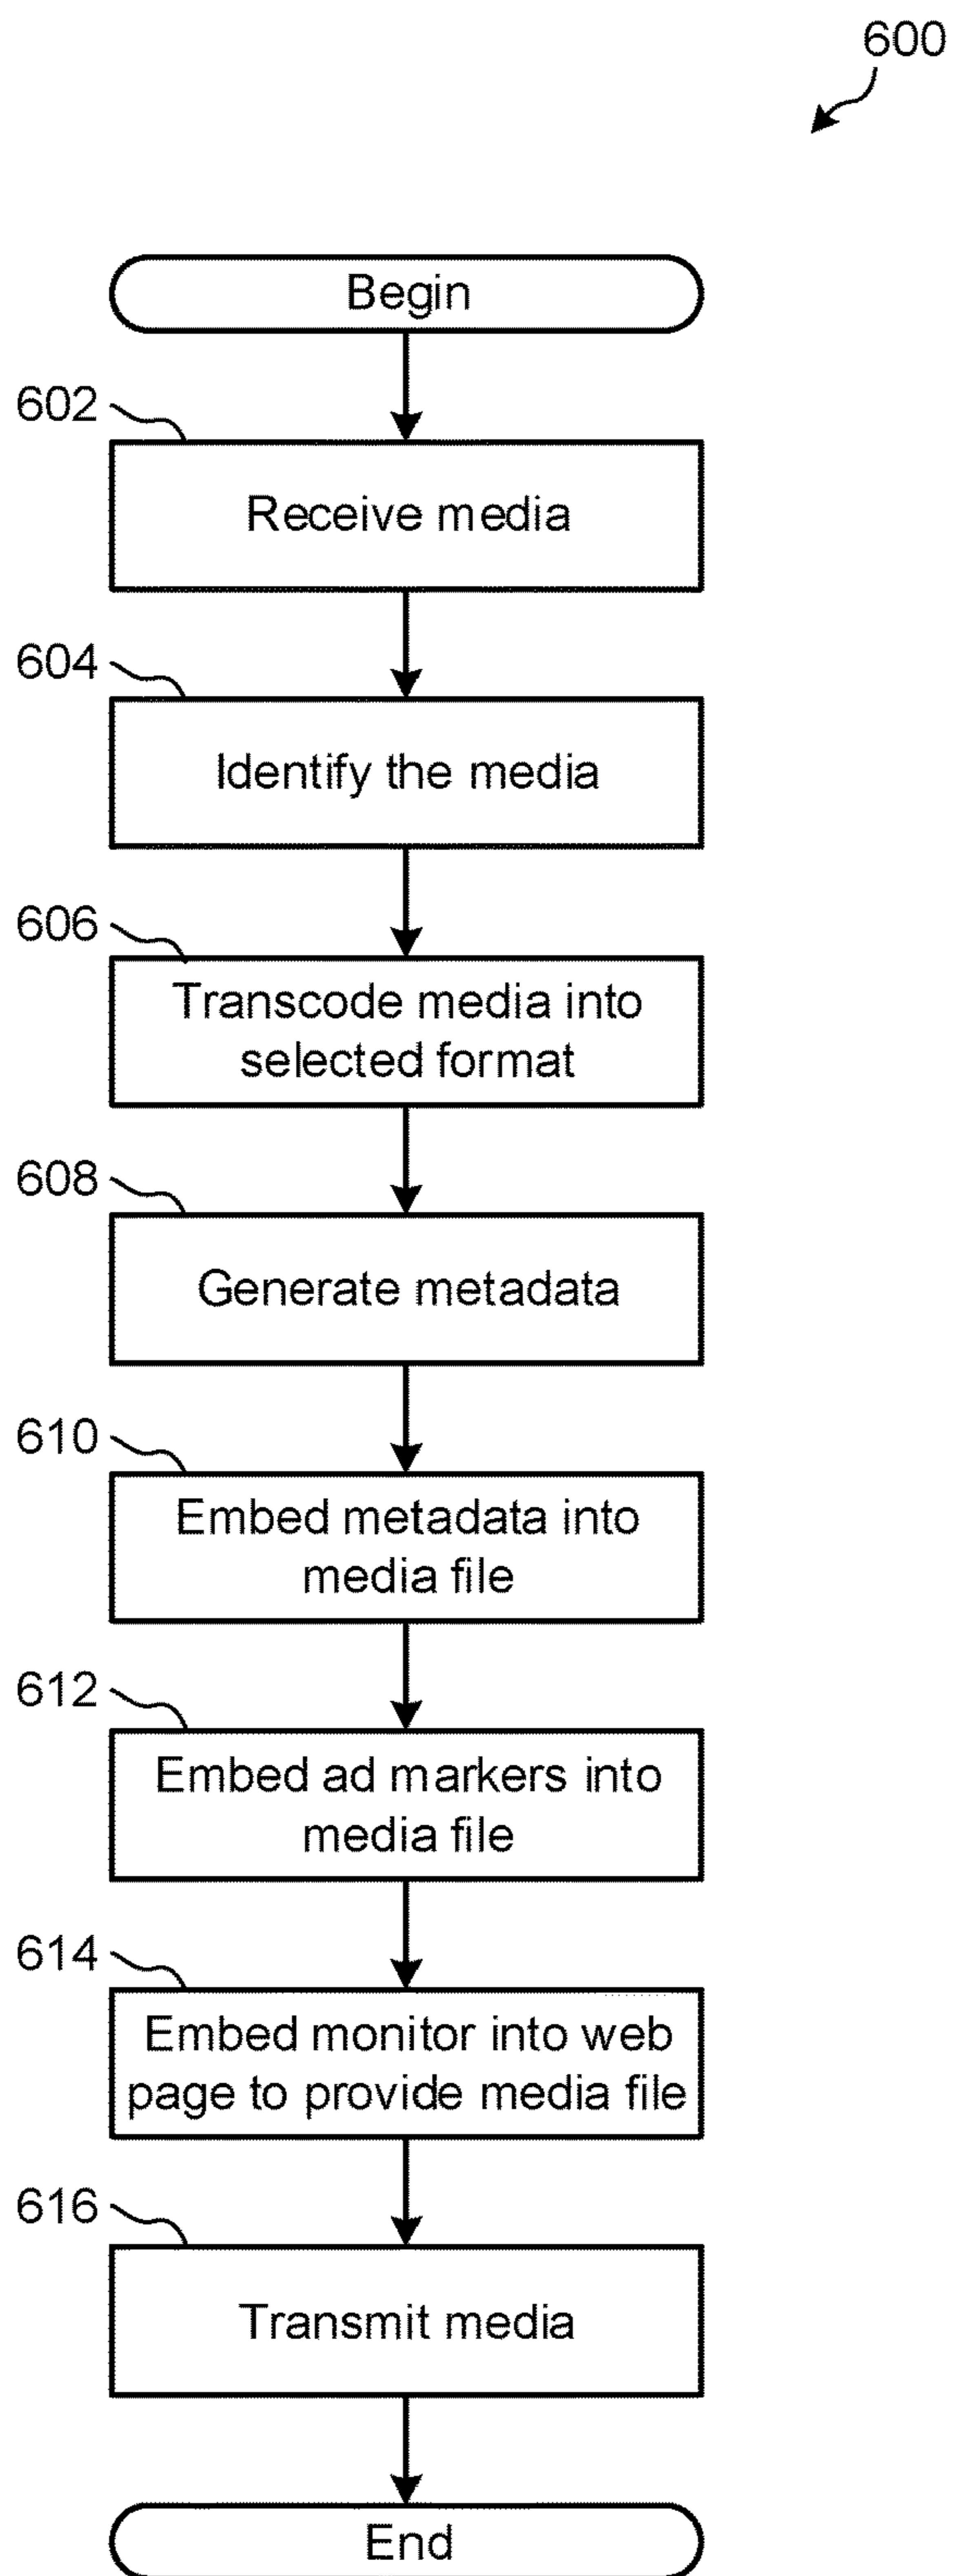 600
Begin
602
Receive media
604
Identify the media
606
Transcode media into
selected format
608
Generate metadata
610
Embed metadata into
media file
612
Embed ad markers into
media file
614
Embed monitor into web
page to provide media file
616
Transmit media
End